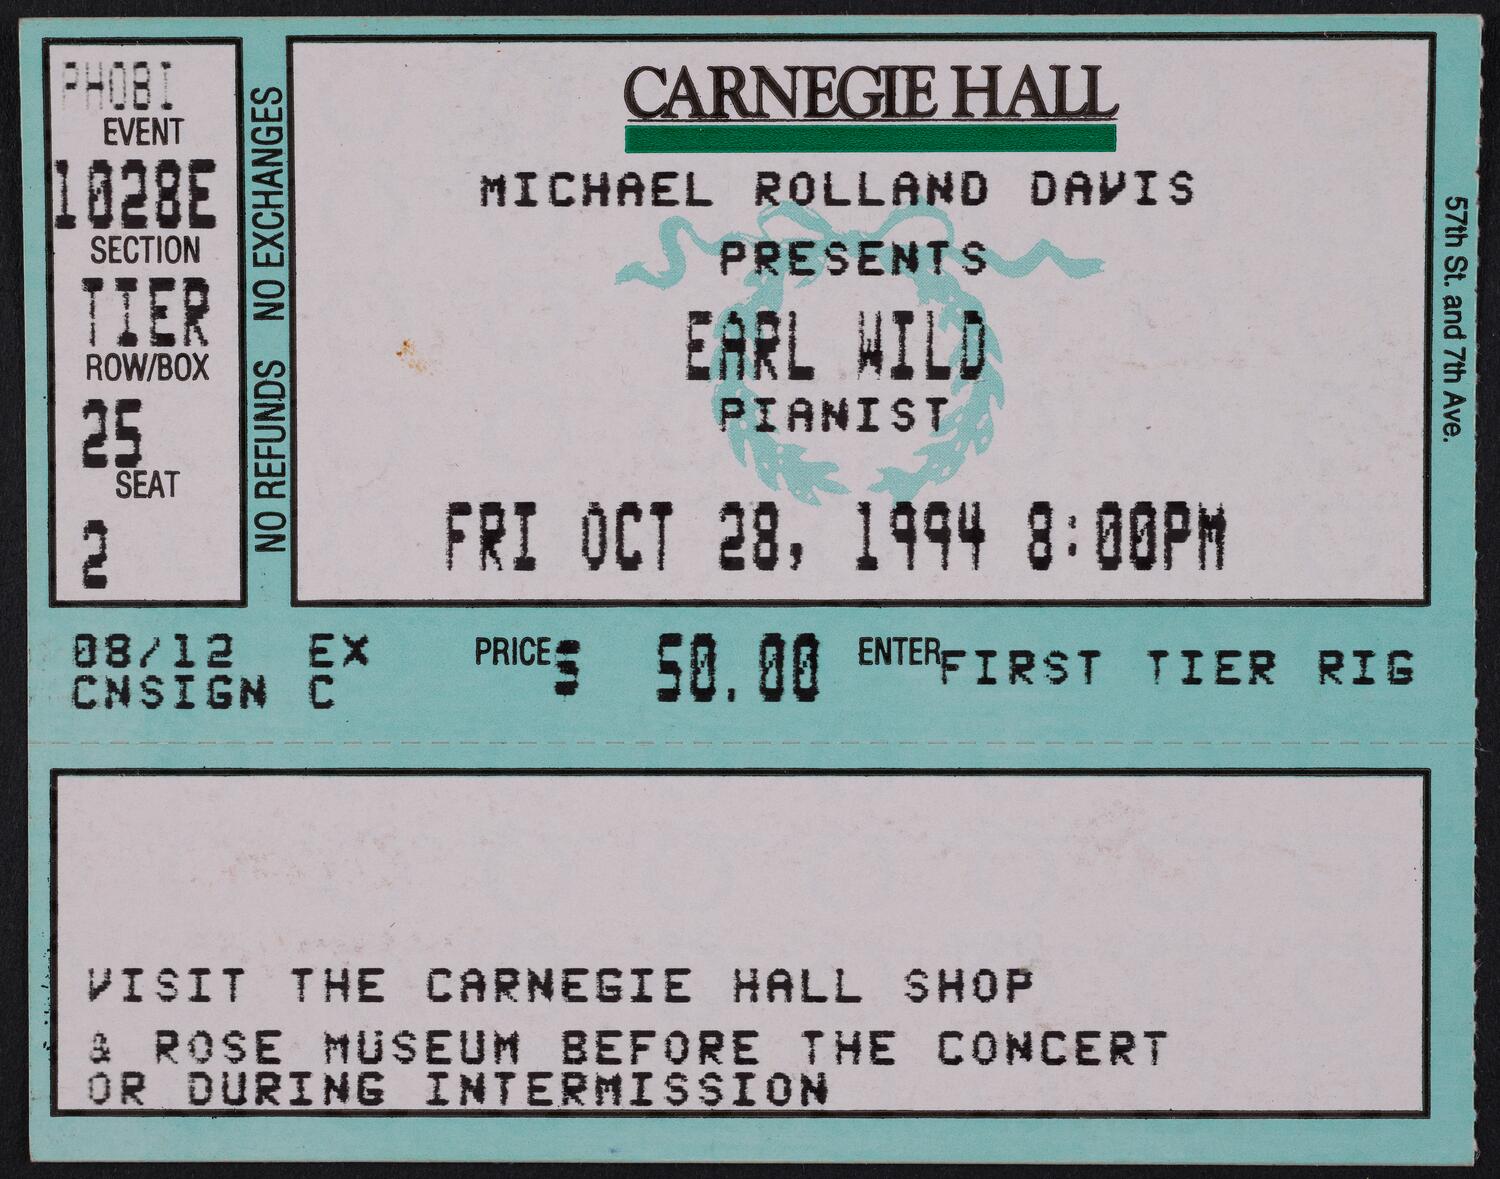 PHOBI
EVENT
1028E
SECTION
TIER
ROW/BOX
25
SEAT
2
NO REFUNDS NO EXCHANGES
CARNEGIE HALL
MICHAEL ROLLAND DAVIS
PRESENTS
EARL WILD
PIANIST
FRI OCT 28, 1994 8:00PM
57th St. and 7th Ave.
08/12 EX PRICE $ 50.00 ENTER FIRST TIER RIG
CNSIGN C
VISIT THE CARNEGIE HALL SHOP
& ROSE MUSEUM BEFORE THE CONCERT
OR DURING INTERMISSION